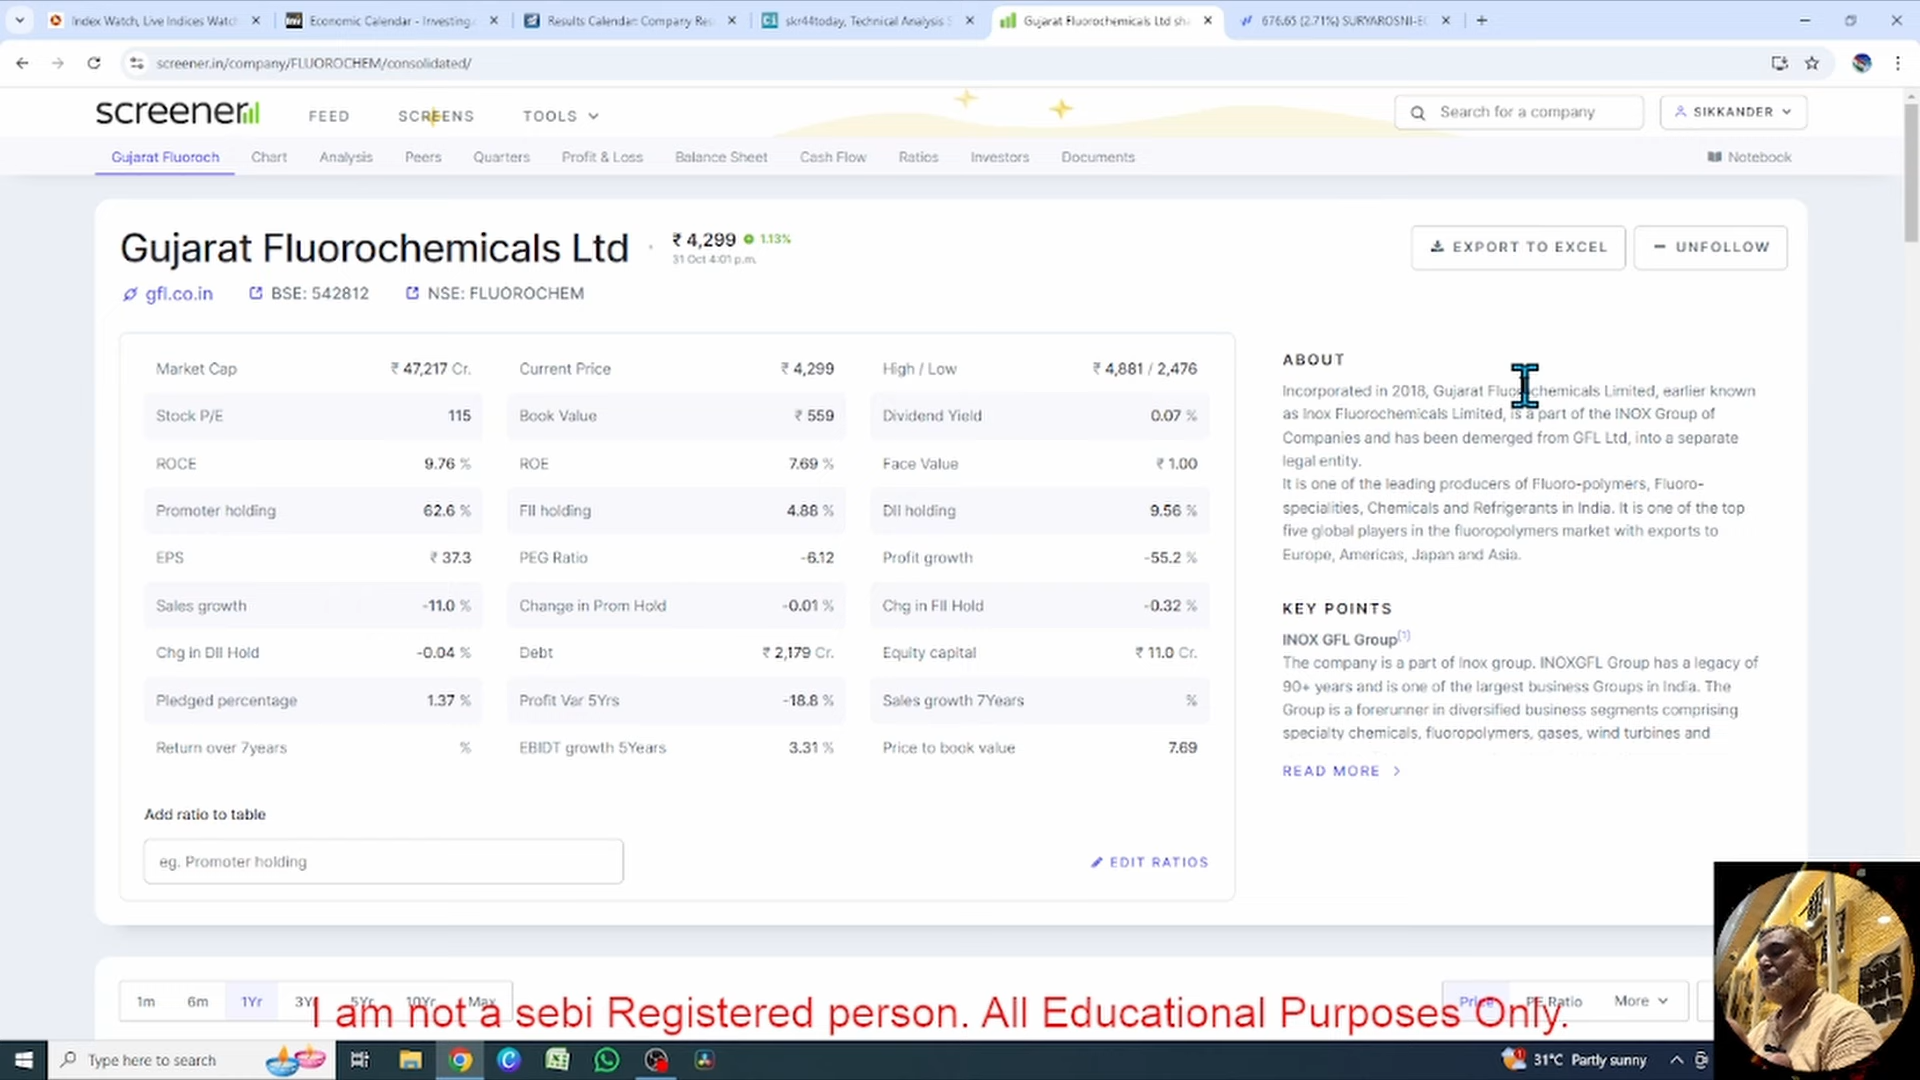 Index Watch, Live Indices Watch
Economic Calendar - Investing.
Results Calendar: Company Res
skr44today, Technical Analysis S
Gujarat Fluorochemicals Ltd sha
676.65 (2.71%) SURYAROSNI-EQ
screener.in/company/FLUOROCHEM/consolidated/
screener
FEED
SCREENS
TOOLS
Search for a company
SIKKANDER
Gujarat Fluoroch
Chart
Analysis
Peers
Quarters
Profit & Loss
Balance Sheet
Cash Flow
Ratios
Investors
Documents
Notebook
Gujarat Fluorochemicals Ltd
₹ 4,299 1.13%
31 Oct 4:01 p.m.
EXPORT TO EXCEL
UNFOLLOW
gfl.co.in
BSE: 542812
NSE: FLUOROCHEM
Market Cap ₹ 47,217 Cr.
Current Price ₹ 4,299
High / Low ₹ 4,881 / 2,476
Stock P/E 115
Book Value ₹ 559
Dividend Yield 0.07 %
ROCE 9.76 %
ROE 7.69 %
Face Value ₹ 1.00
Promoter holding 62.6 %
FII holding 4.88 %
DII holding 9.56 %
EPS ₹ 37.3
PEG Ratio -6.12
Profit growth -55.2 %
Sales growth -11.0 %
Change in Prom Hold -0.01 %
Chg in FII Hold -0.32 %
Chg in DII Hold -0.04 %
Debt ₹ 2,179 Cr.
Equity capital ₹ 11.0 Cr.
Pledged percentage 1.37 %
Profit Var 5Yrs -18.8 %
Sales growth 7Years %
Return over 7years %
EBIDT growth 5Years 3.31 %
Price to book value 7.69
Add ratio to table
eg. Promoter holding
EDIT RATIOS
ABOUT
Incorporated in 2018, Gujarat Fluorochemicals Limited, earlier known
as Inox Fluorochemicals Limited, is a part of the INOX Group of
Companies and has been demerged from GFL Ltd, into a separate
legal entity.
It is one of the leading producers of Fluoro-polymers, Fluoro-
specialities, Chemicals and Refrigerants in India. It is one of the top
five global players in the fluoropolymers market with exports to
Europe, Americas, Japan and Asia.
KEY POINTS
INOX GFL Group[1]
The company is a part of Inox group. INOXGFL Group has a legacy of
90+ years and is one of the largest business Groups in India. The
Group is a forerunner in diversified business segments comprising
specialty chemicals, fluoropolymers, gases, wind turbines and
READ MORE
1m
6m
1Yr
3Yr
5Yr
10Yr
Max
Price
PE Ratio
More
I am not a sebi Registered person. All Educational Purposes Only.
Type here to search
31°C Partly sunny